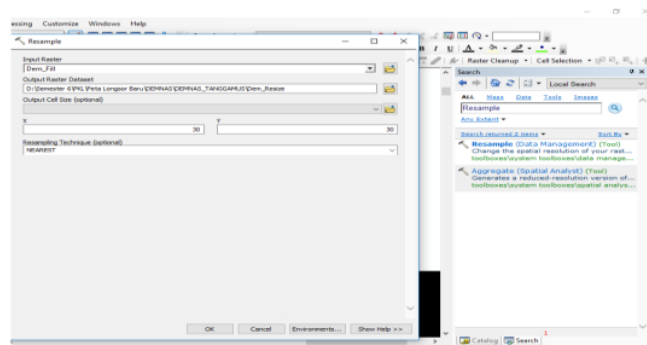 essing Customize Windows Help
Resample
Input Raster
Dem_Fill
Output Raster Dataset
D:\Semester 6\PKL\Peta Longsor Baru\DEMNAS\DEMNAS_TANGGAMUS\Dem_Resize
Output Cell Size (optional)
X Y
30 30
Resampling Technique (optional)
NEAREST
OK Cancel Environments... Show Help >>
B I U A
Raster Cleanup Cell Selection
Search
Local Search
ALL Maps Data Tools Images
Resample
Any Extent
Search returned 2 items Sort By
Resample (Data Management) (Tool)
Change the spatial resolution of your rast...
toolboxes\system toolboxes\data manage...
Aggregate (Spatial Analyst) (Tool)
Generates a reduced-resolution version of...
toolboxes\system toolboxes\spatial analys...
1
Catalog Search